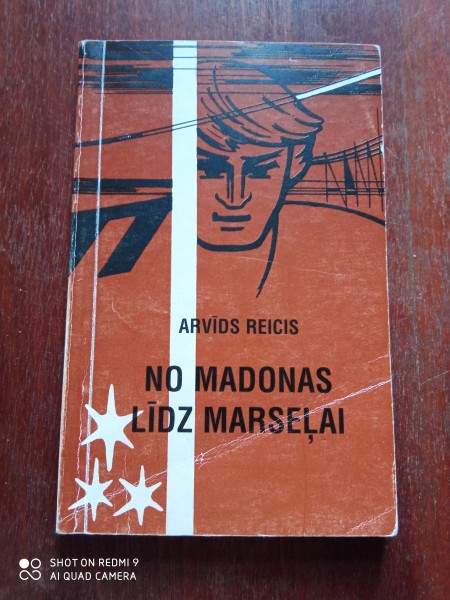 ARVĪDS REICIS
NO MADONAS
LĪDZ MARSEĻAI
SHOT ON REDMI 9
AI QUAD CAMERA